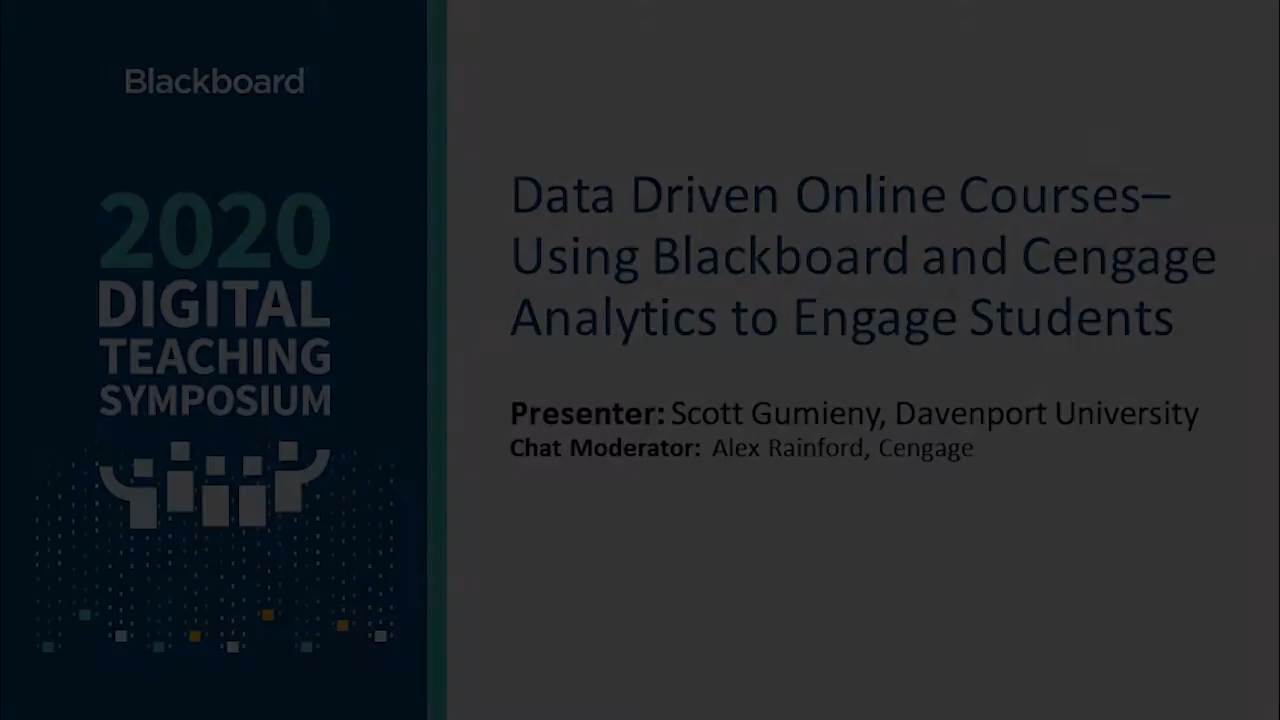 Blackboard
2020
DIGITAL
TEACHING
SYMPOSIUM
Data Driven Online Courses–
Using Blackboard and Cengage
Analytics to Engage Students
Presenter: Scott Gumieny, Davenport University
Chat Moderator: Alex Rainford, Cengage